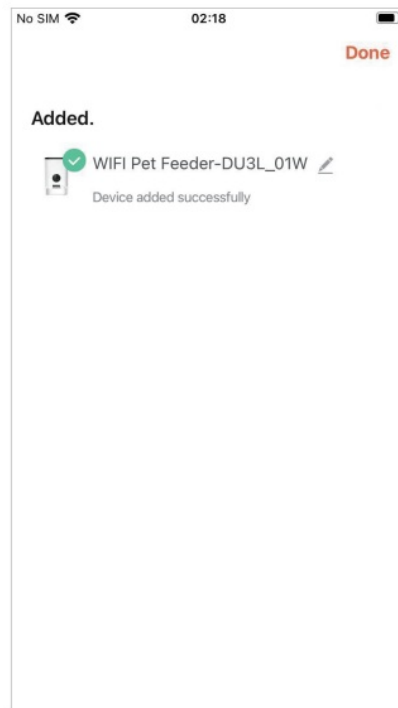 No SIM 02:18
Done
Added.
WIFI Pet Feeder-DU3L_01W
Device added successfully